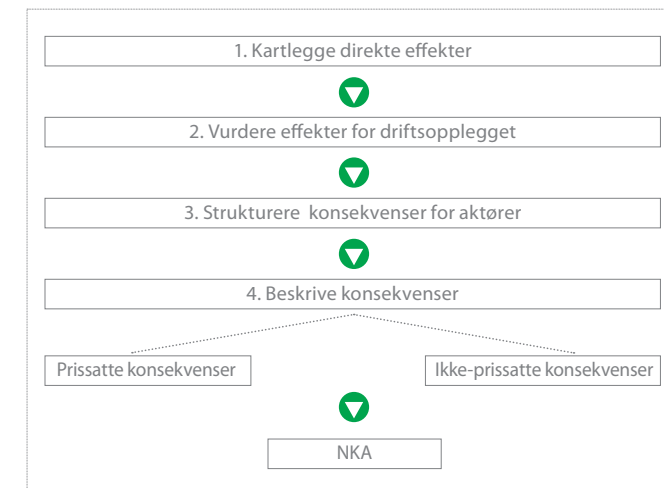 1. Kartlegge direkte effekter
2. Vurdere effekter for driftsopplegget
3. Strukturere konsekvenser for aktører
4. Beskrive konsekvenser
Prissatte konsekvenser
Ikke-prissatte konsekvenser
NKA